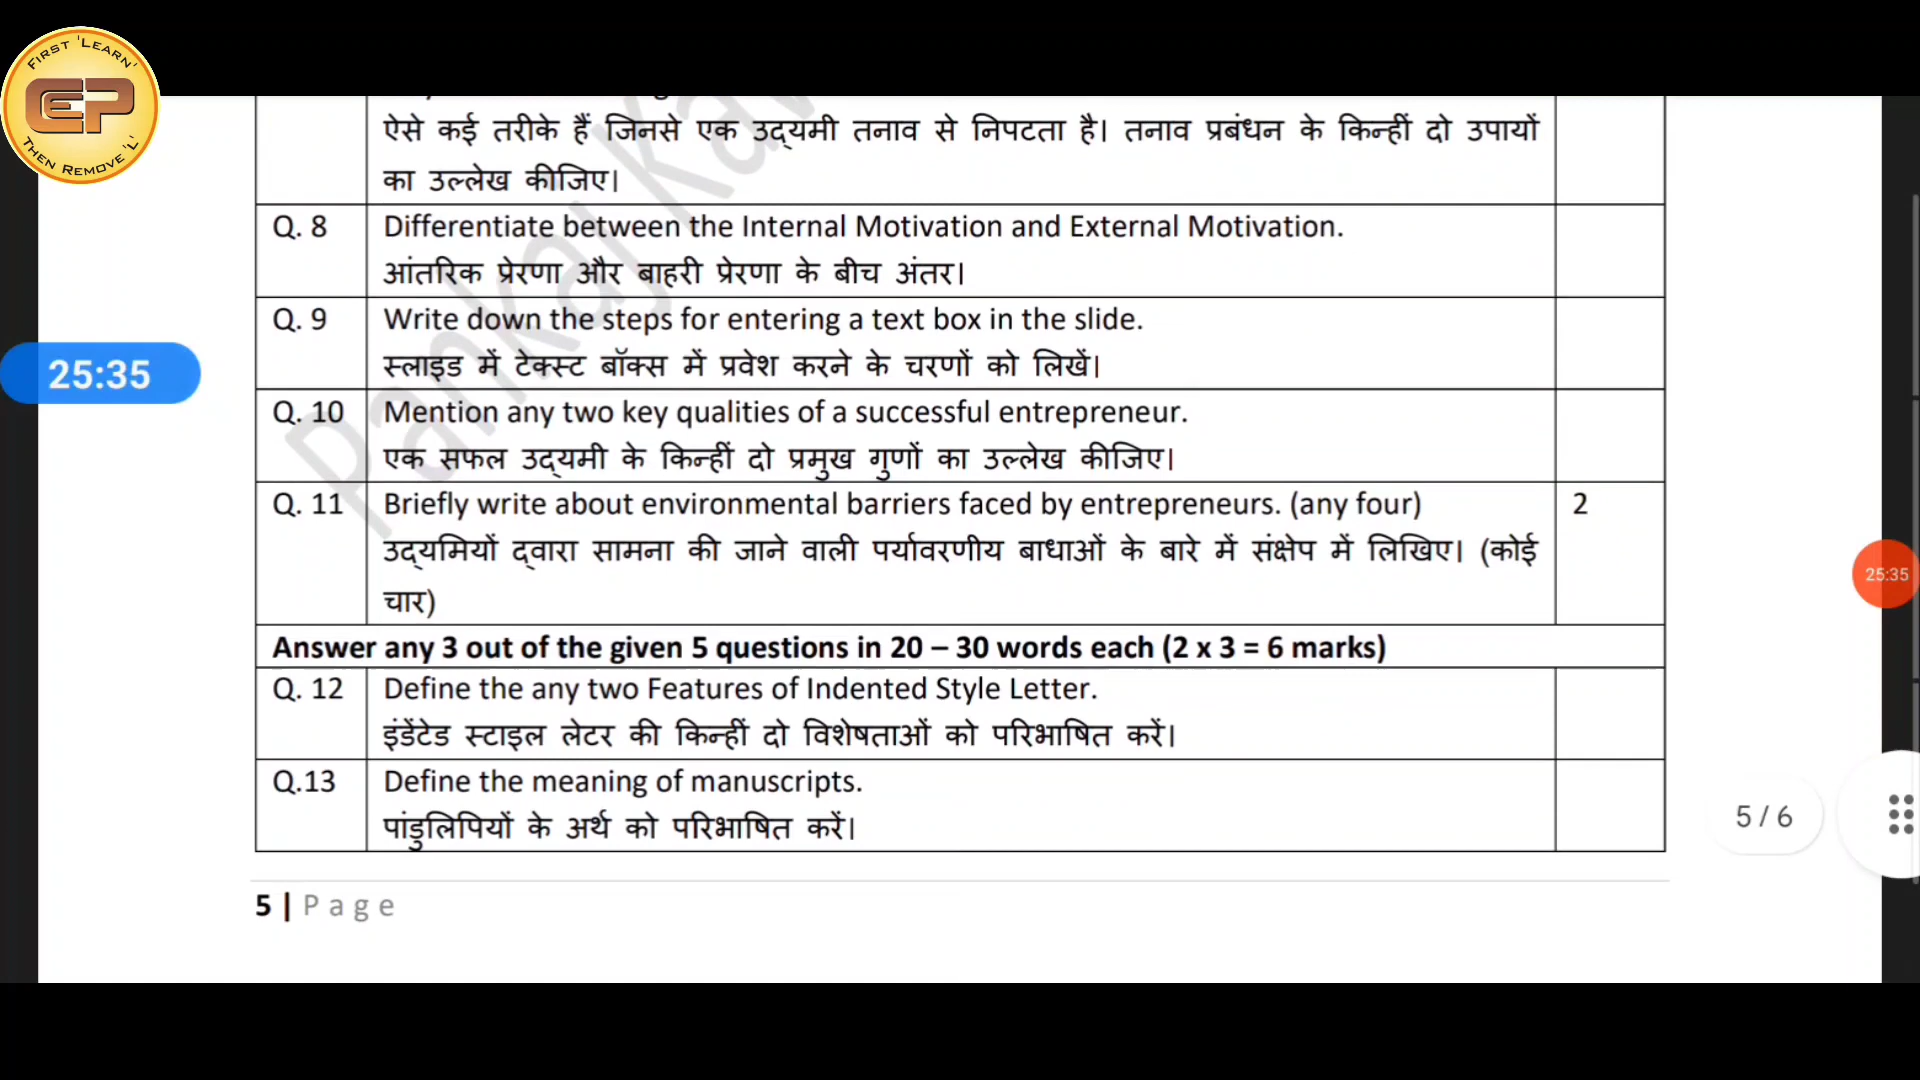 FIRST 'LEARN'
EP
THEN REMOVE 'L'
ऐसे कई तरीके हैं जिनसे एक उद्यमी तनाव से निपटता है। तनाव प्रबंधन के किन्हीं दो उपायों
का उल्लेख कीजिए।
Q. 8 Differentiate between the Internal Motivation and External Motivation.
आंतरिक प्रेरणा और बाहरी प्रेरणा के बीच अंतर।
Q. 9 Write down the steps for entering a text box in the slide.
स्लाइड में टेक्स्ट बॉक्स में प्रवेश करने के चरणों को लिखें।
25:35
Q. 10 Mention any two key qualities of a successful entrepreneur.
एक सफल उद्यमी के किन्हीं दो प्रमुख गुणों का उल्लेख कीजिए।
Q. 11 Briefly write about environmental barriers faced by entrepreneurs. (any four) 2
उद्यमियों द्वारा सामना की जाने वाली पर्यावरणीय बाधाओं के बारे में संक्षेप में लिखिए। (कोई
चार)
25:35
Answer any 3 out of the given 5 questions in 20 – 30 words each (2 x 3 = 6 marks)
Q. 12 Define the any two Features of Indented Style Letter.
इंडेंटेड स्टाइल लेटर की किन्हीं दो विशेषताओं को परिभाषित करें।
Q.13 Define the meaning of manuscripts.
पांडुलिपियों के अर्थ को परिभाषित करें।
5 / 6
5 | Page
Pankaj